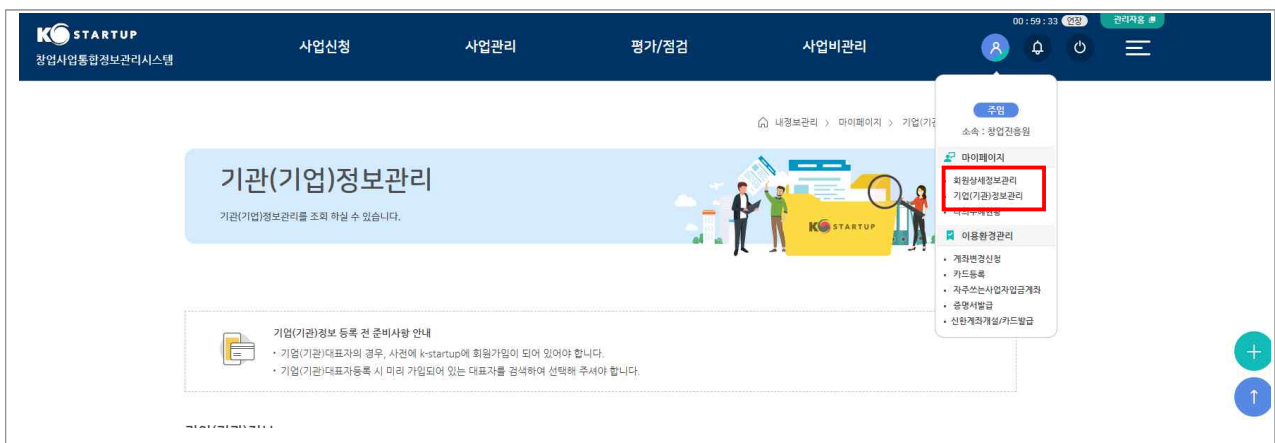 K STARTUP
창업사업통합정보관리시스템
사업신청
사업관리
평가/점검
사업비관리
00:59:33 연장
관리자용
내정보관리 > 마이페이지 >
주임
소속 : 창업진흥원
마이페이지
회원상세정보관리
기업(기관)정보관리
이용환경관리
계좌변경신청
카드등록
자주쓰는사업자입금계좌
증명서발급
신한계좌개설/카드발급
기관(기업)정보관리
기관(기업)정보관리를 조회 하실 수 있습니다.
K STARTUP
기업(기관)정보 등록 전 준비사항 안내
기업(기관)대표자의 경우, 사전에 k-startup에 회원가입이 되어 있어야 합니다.
기업(기관)대표자등록 시 미리 가입되어 있는 대표자를 검색하여 선택해 주셔야 합니다.